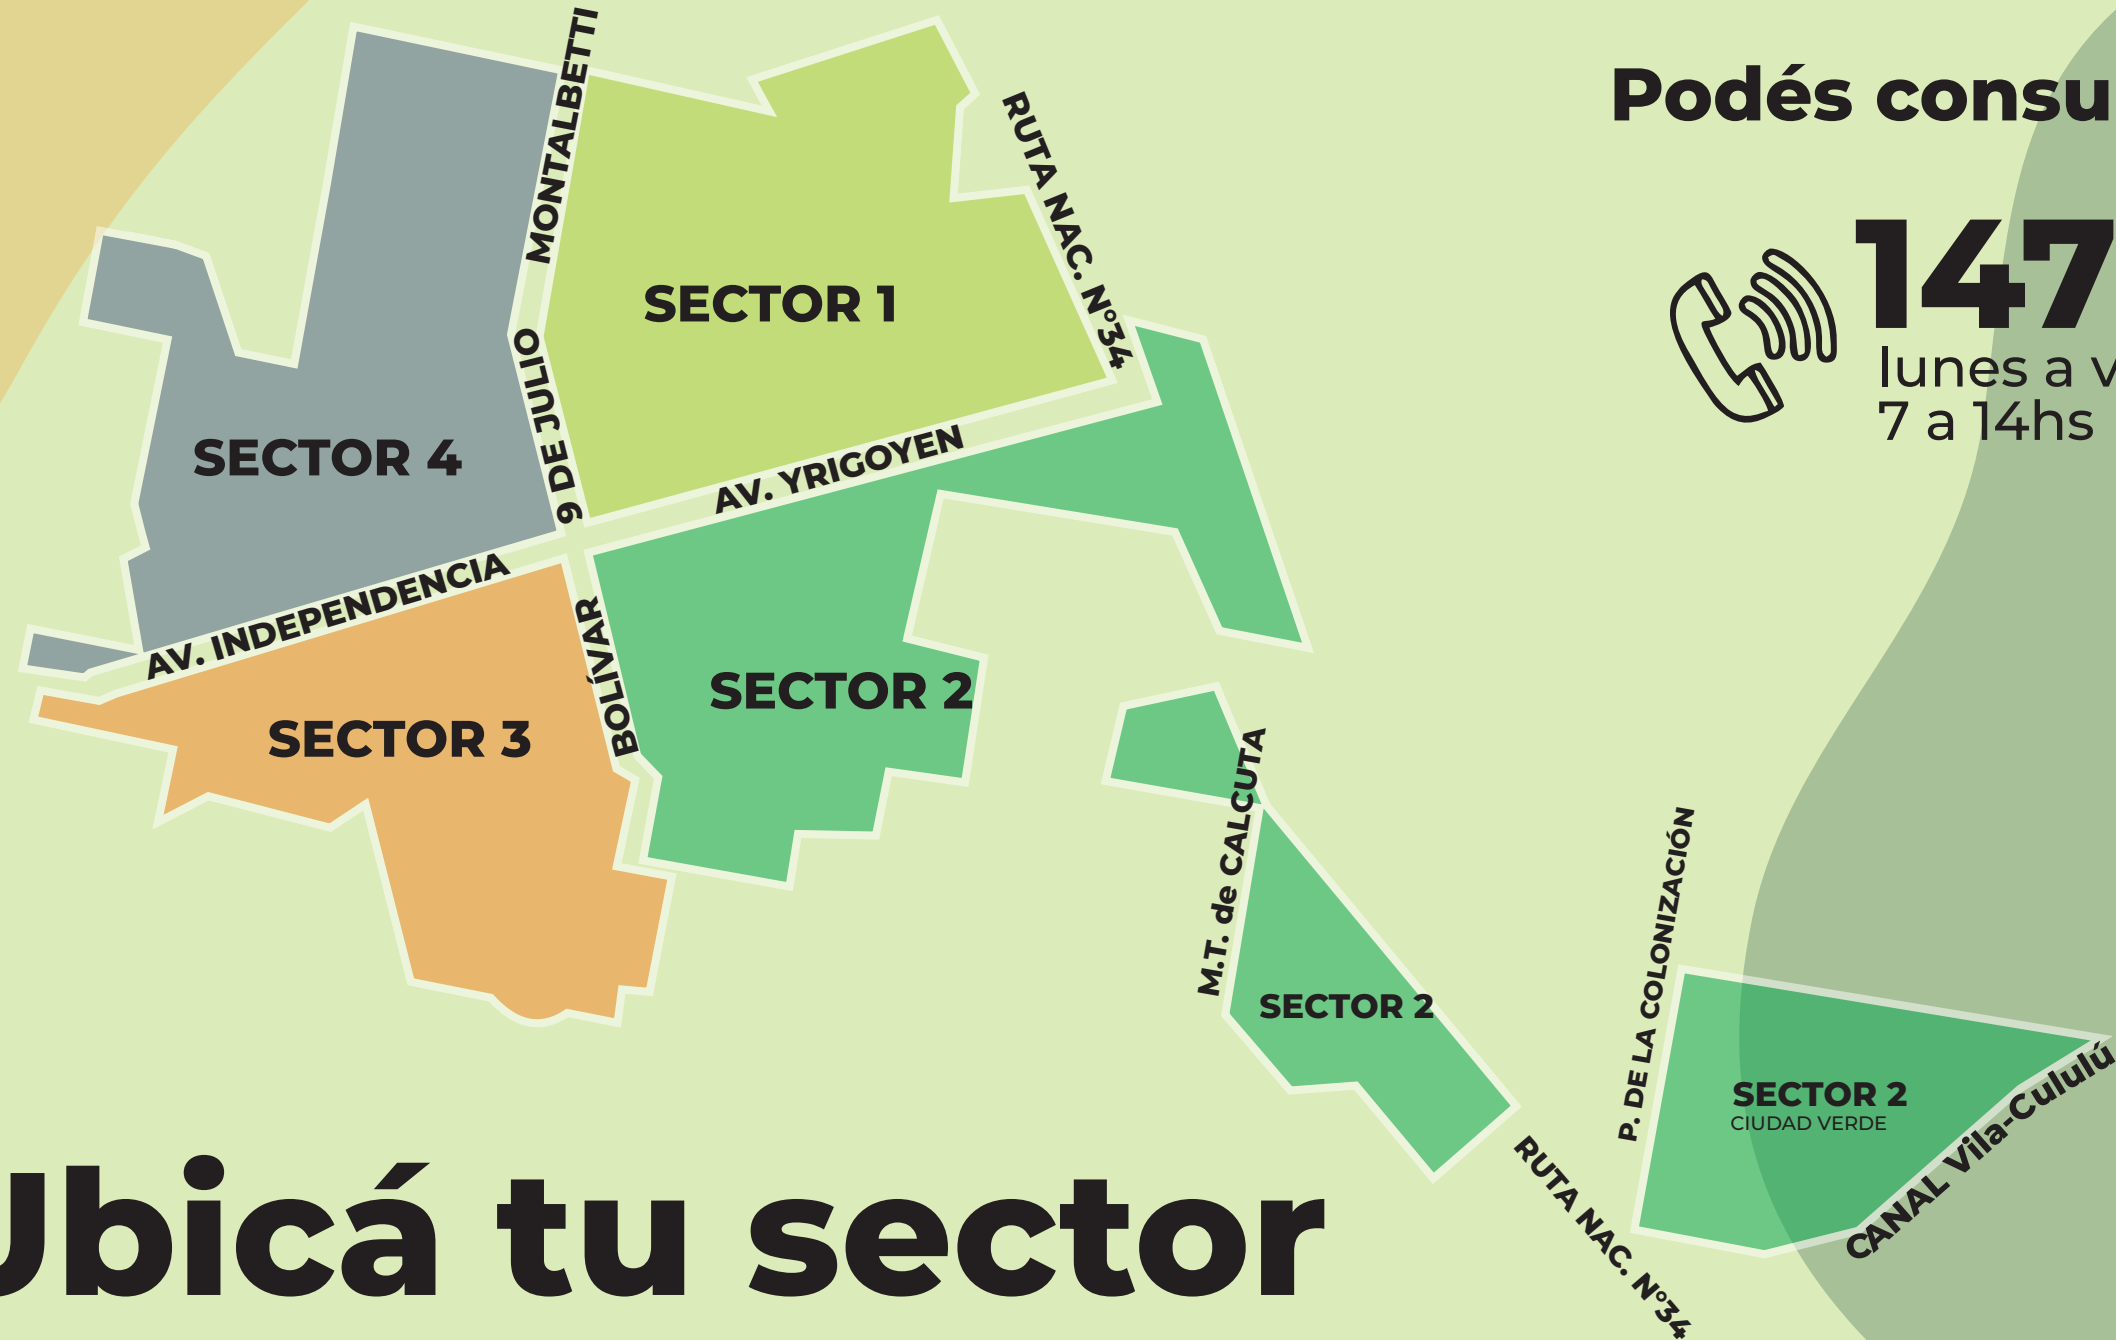 MONTALBETTI
RUTA NAC. N°34
Podés consu
147
lunes a v
7 a 14hs
SECTOR 1
9 DE JULIO
SECTOR 4
AV. YRIGOYEN
AV. INDEPENDENCIA
BOLÍVAR
SECTOR 2
SECTOR 3
M.T. de CALCUTA
P. DE LA COLONIZACIÓN
SECTOR 2
SECTOR 2
CIUDAD VERDE
CANAL Vila-Cululú
RUTA NAC. N°34
Ubicá tu sector